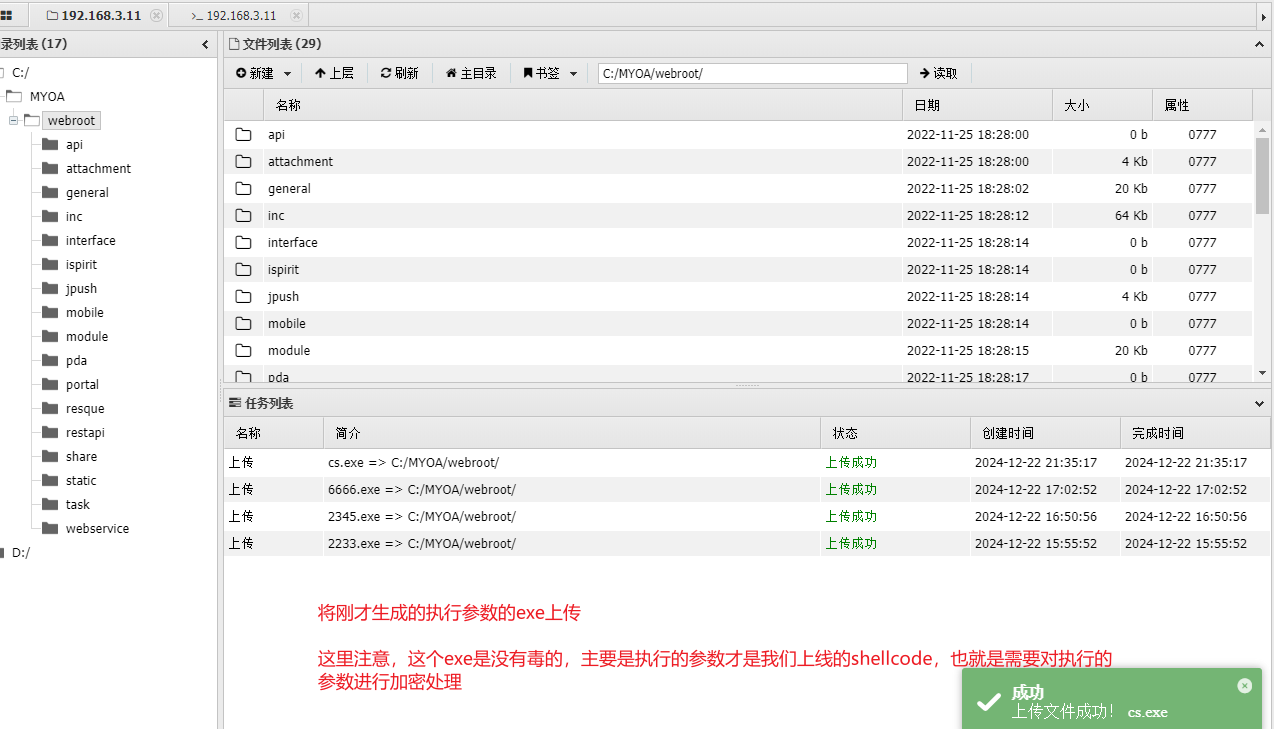 192.168.3.11
>_ 192.168.3.11
录列表 (17)
C:/
MYOA
webroot
api
attachment
general
inc
interface
ispirit
jpush
mobile
module
pda
portal
resque
restapi
share
static
task
webservice
D:/
文件列表 (29)
新建 上层 刷新 主目录 书签 C:/MYOA/webroot/ 读取
名称 日期 大小 属性
api 2022-11-25 18:28:00 0 b 0777
attachment 2022-11-25 18:28:00 4 Kb 0777
general 2022-11-25 18:28:02 20 Kb 0777
inc 2022-11-25 18:28:12 64 Kb 0777
interface 2022-11-25 18:28:14 0 b 0777
ispirit 2022-11-25 18:28:14 0 b 0777
jpush 2022-11-25 18:28:14 4 Kb 0777
mobile 2022-11-25 18:28:14 0 b 0777
module 2022-11-25 18:28:15 20 Kb 0777
pda 2022-11-25 18:28:17 0 b 0777
任务列表
名称 简介 状态 创建时间 完成时间
上传 cs.exe => C:/MYOA/webroot/ 上传成功 2024-12-22 21:35:17 2024-12-22 21:35:17
上传 6666.exe => C:/MYOA/webroot/ 上传成功 2024-12-22 17:02:52 2024-12-22 17:02:52
上传 2345.exe => C:/MYOA/webroot/ 上传成功 2024-12-22 16:50:56 2024-12-22 16:50:56
上传 2233.exe => C:/MYOA/webroot/ 上传成功 2024-12-22 15:55:52 2024-12-22 15:55:52
将刚才生成的执行参数的exe上传
这里注意，这个exe是没有毒的，主要是执行的参数才是我们上线的shellcode，也就是需要对执行的
参数进行加密处理
成功
上传文件成功！ cs.exe